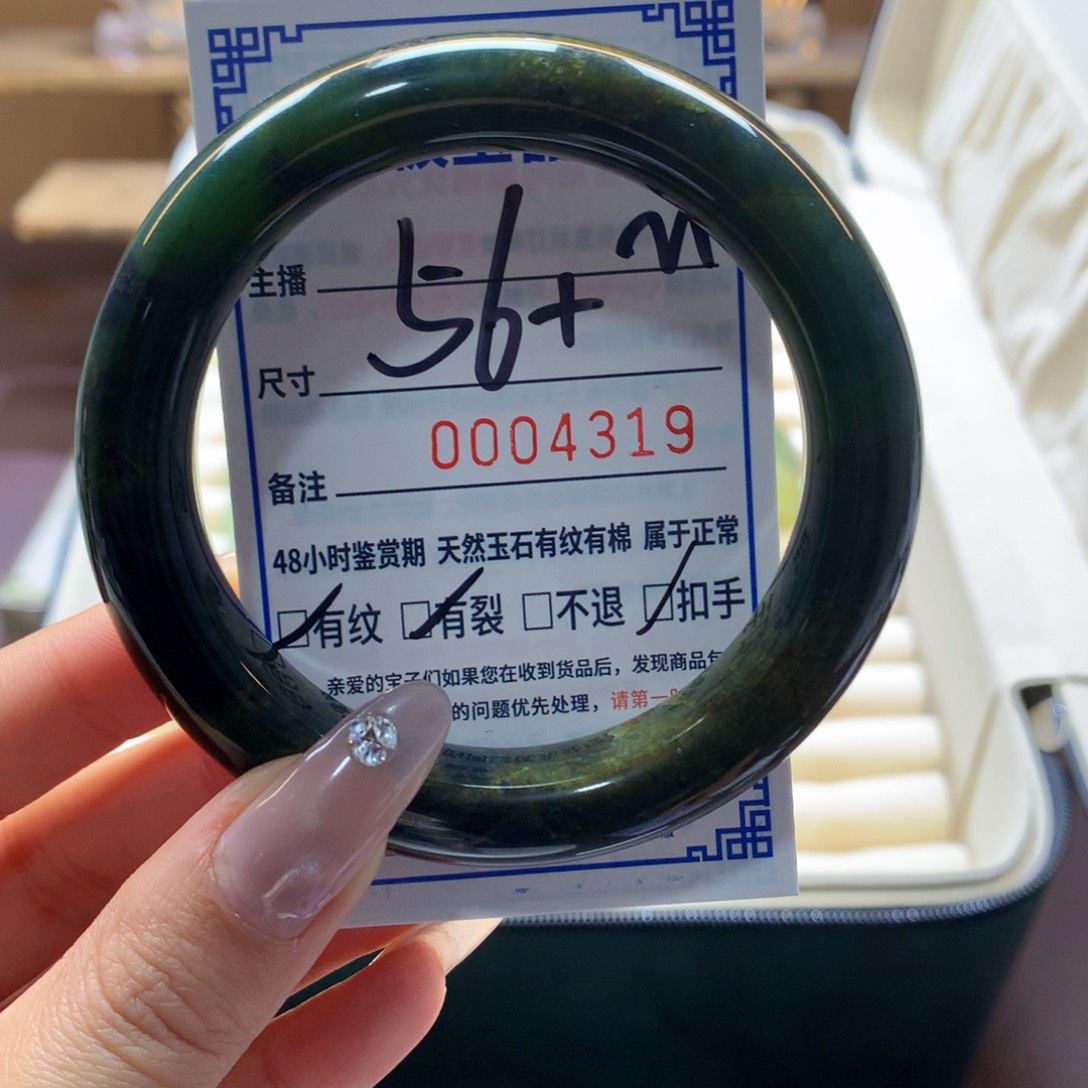 主播
尺寸 56+
0004319
备注
48小时鉴赏期 天然玉石有纹有棉 属于正常
□有纹 □有裂 □不退 □扣手
亲爱的宝子们如果您在收到货品后，发现商品
的问题优先处理，请第一